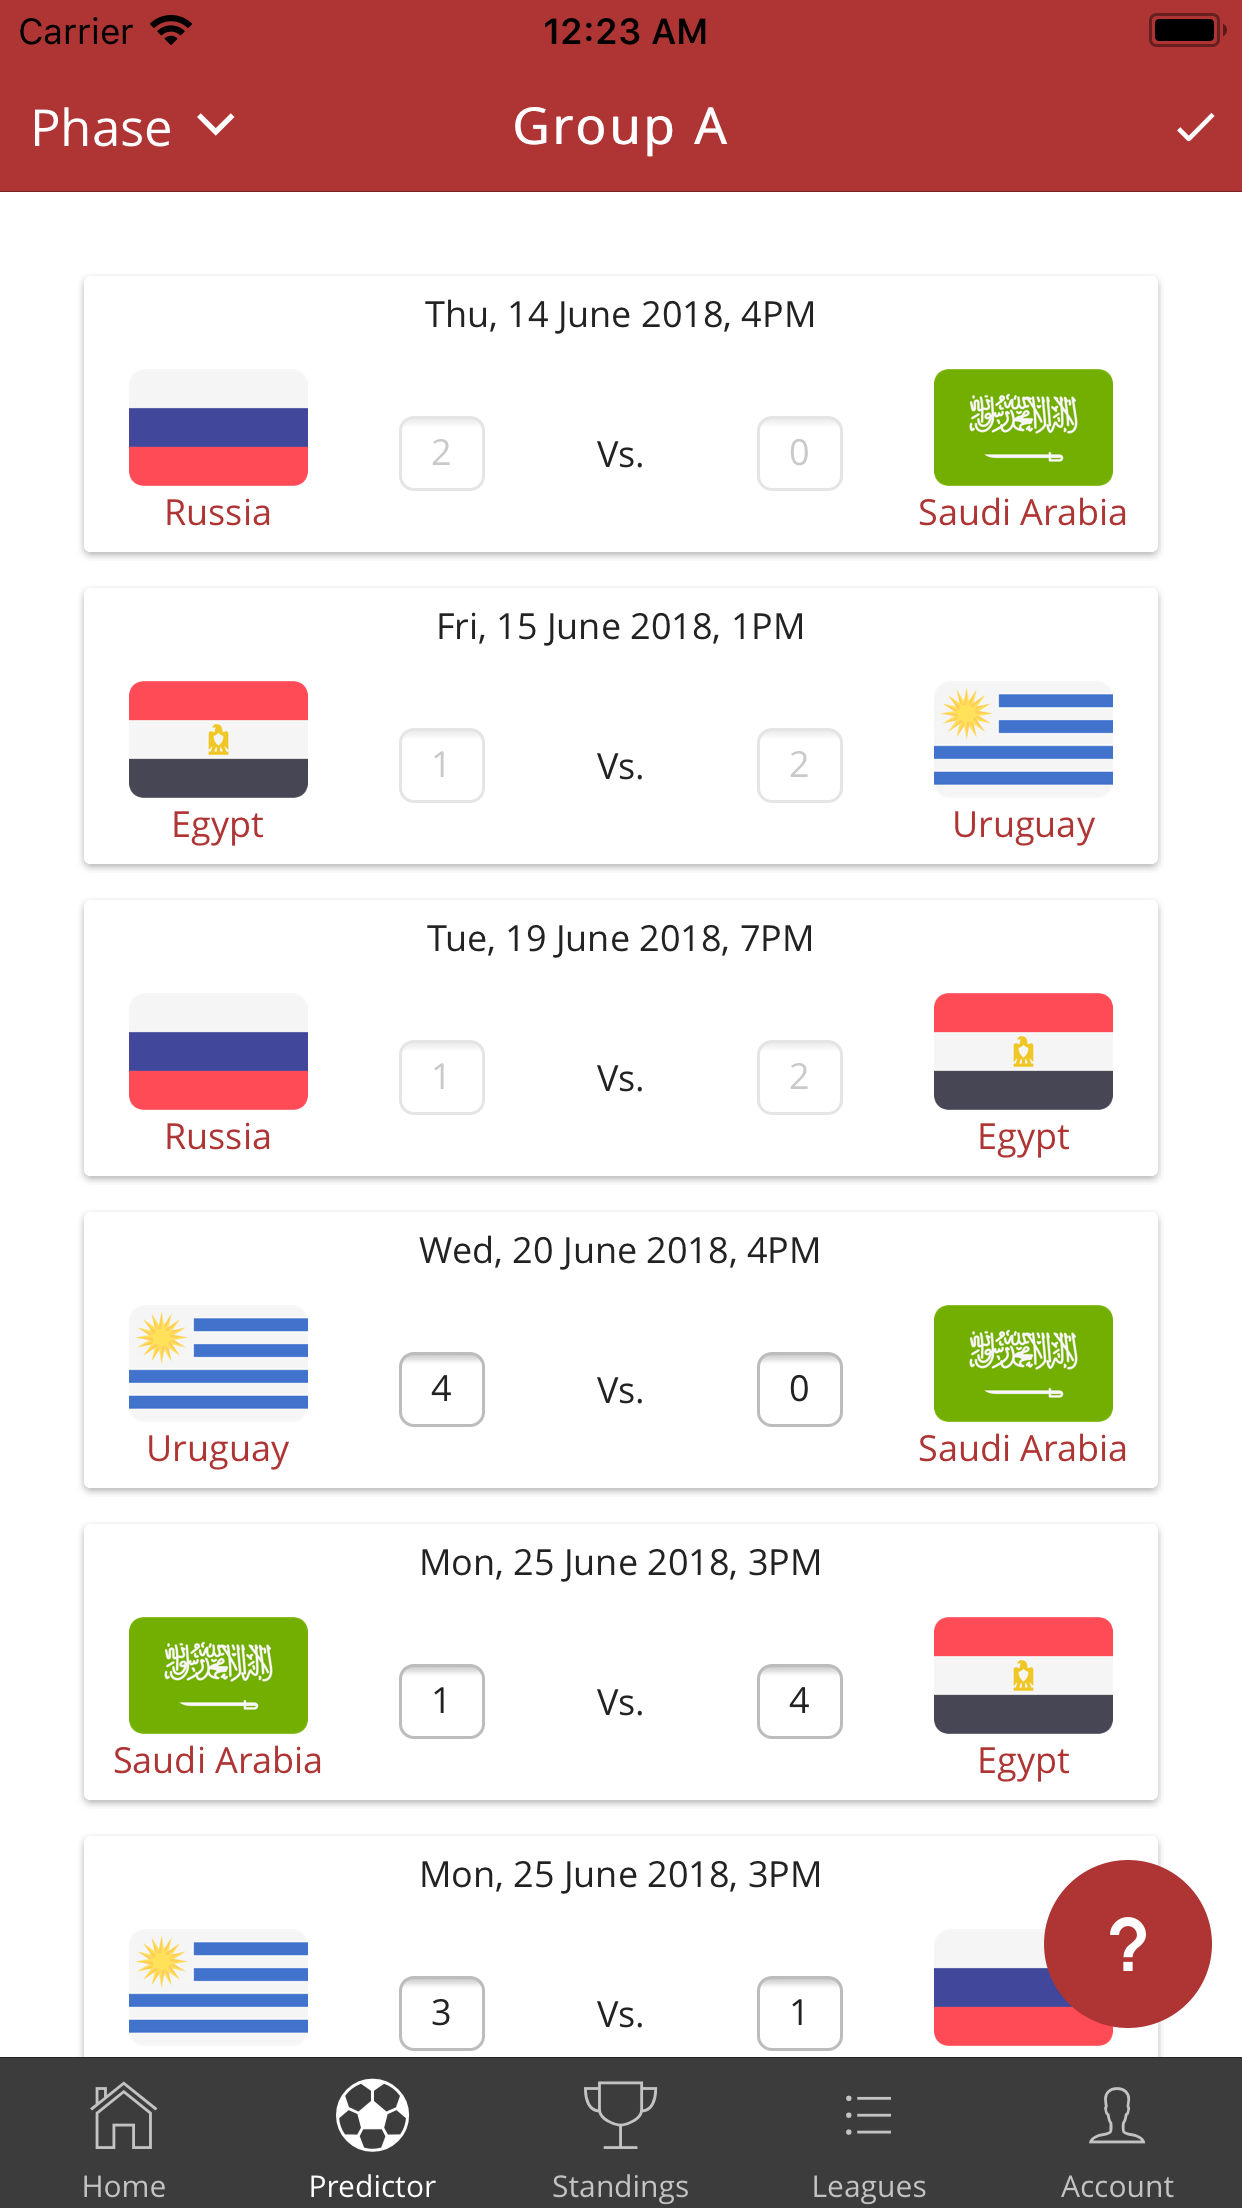 Carrier 12:23 AM
Phase Group A
Thu, 14 June 2018, 4PM
2 Vs. 0
Russia Saudi Arabia
Fri, 15 June 2018, 1PM
1 Vs. 2
Egypt Uruguay
Tue, 19 June 2018, 7PM
1 Vs. 2
Russia Egypt
Wed, 20 June 2018, 4PM
4 Vs. 0
Uruguay Saudi Arabia
Mon, 25 June 2018, 3PM
1 Vs. 4
Saudi Arabia Egypt
Mon, 25 June 2018, 3PM
?
3 Vs. 1
Home Predictor Standings Leagues Account